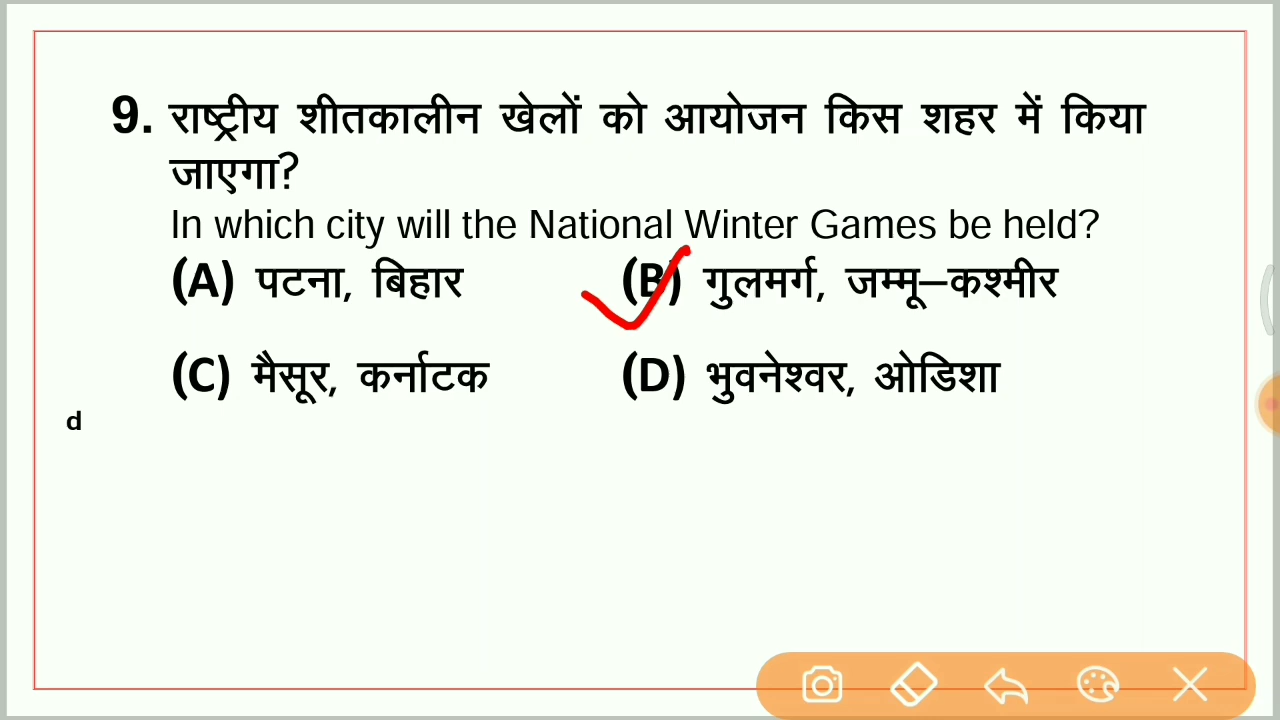 9. राष्ट्रीय शीतकालीन खेलों को आयोजन किस शहर में किया
जाएगा?
In which city will the National Winter Games be held?
(A) पटना, बिहार (B) गुलमर्ग, जम्मू–कश्मीर
(C) मैसूर, कर्नाटक (D) भुवनेश्वर, ओडिशा
d